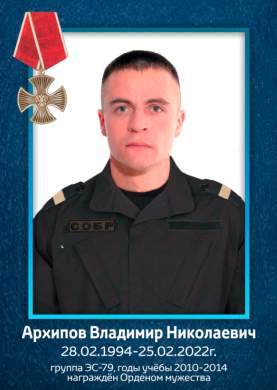 СОБР
Архипов Владимир Николаевич
28.02.1994-25.02.2022г.
группа ЭС-79, годы учёбы 2010-2014
награждён Орденом мужества